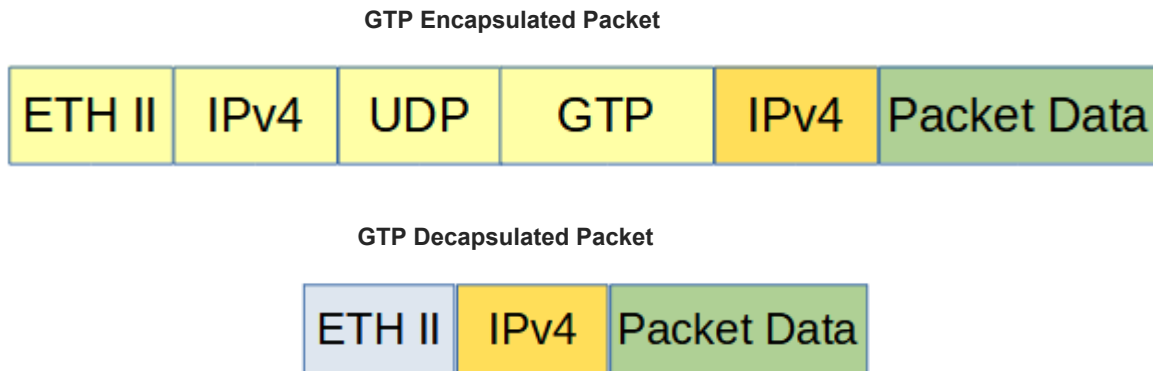 GTP Encapsulated Packet
ETH II IPv4 UDP GTP IPv4 Packet Data
GTP Decapsulated Packet
ETH II IPv4 Packet Data